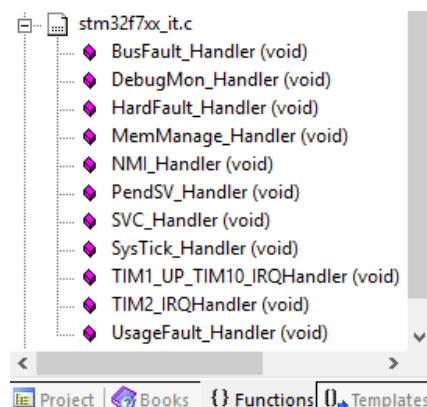 stm32f7xx_it.c
BusFault_Handler (void)
DebugMon_Handler (void)
HardFault_Handler (void)
MemManage_Handler (void)
NMI_Handler (void)
PendSV_Handler (void)
SVC_Handler (void)
SysTick_Handler (void)
TIM1_UP_TIM10_IRQHandler (void)
TIM2_IRQHandler (void)
UsageFault_Handler (void)
Project Books {} Functions 0 Templates